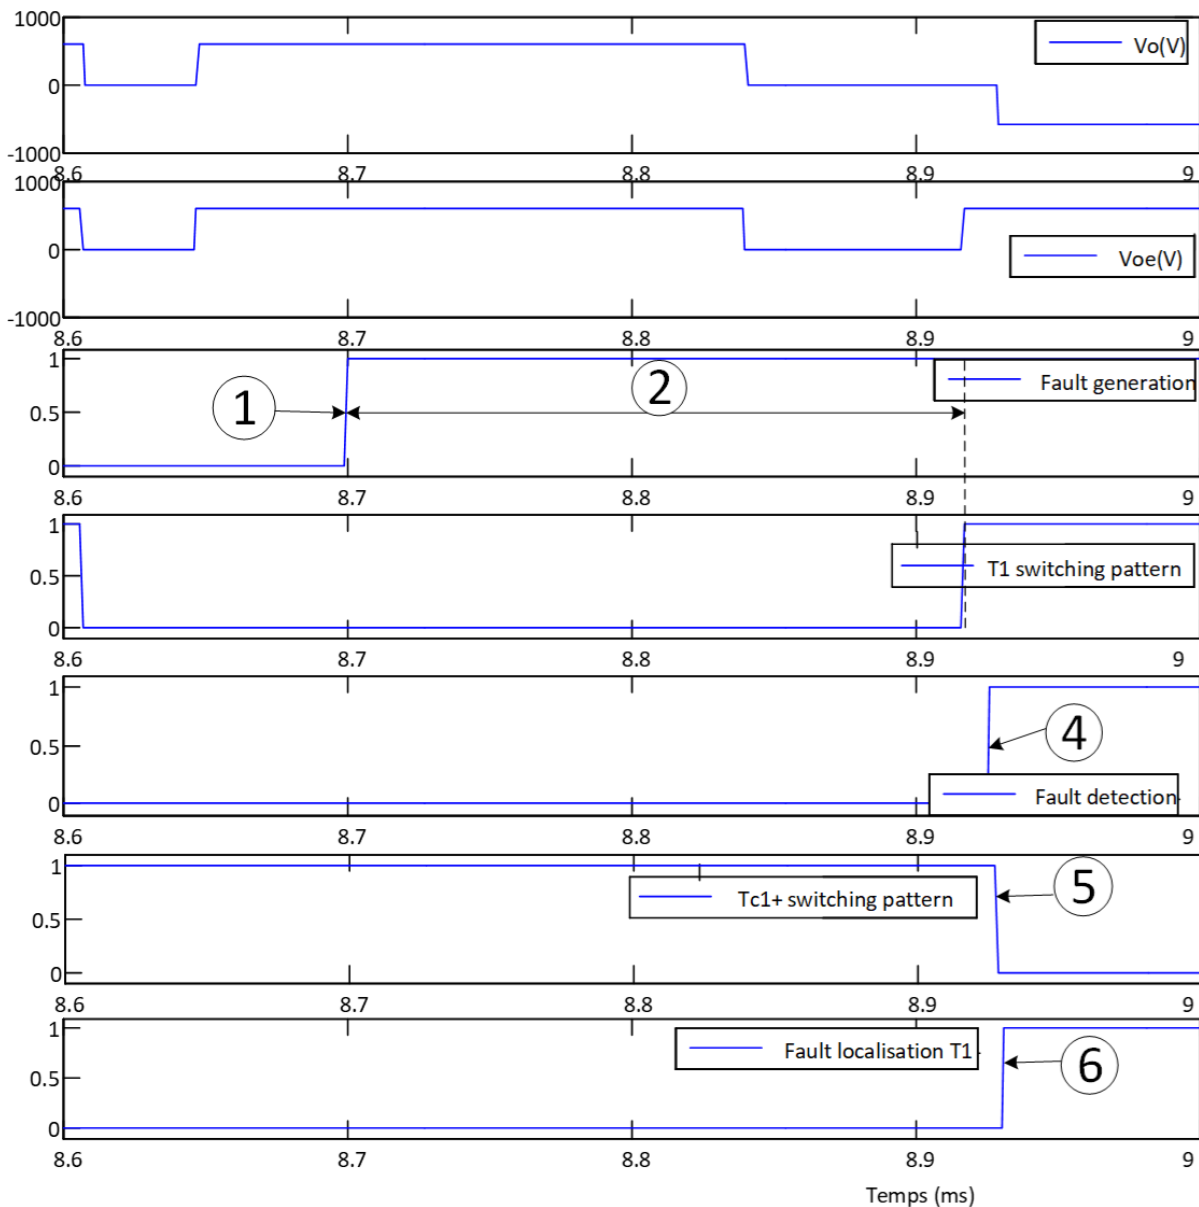 1000
Vo(V)
0
-1000
8.6 8.7 8.8 8.9 9
1000
Voe(V)
0
-1000
8.6 8.7 8.8 8.9 9
1
Fault generation
1 2
0.5
0
8.6 8.7 8.8 8.9 9
1
T1 switching pattern
0.5
0
8.6 8.7 8.8 8.9 9
1
4
0.5
Fault detection
0
8.6 8.7 8.8 8.9 9
1
5
Tc1+ switching pattern
0.5
0
8.6 8.7 8.8 8.9 9
1
Fault localisation T1
6
0.5
0
8.6 8.7 8.8 8.9 9
Temps (ms)